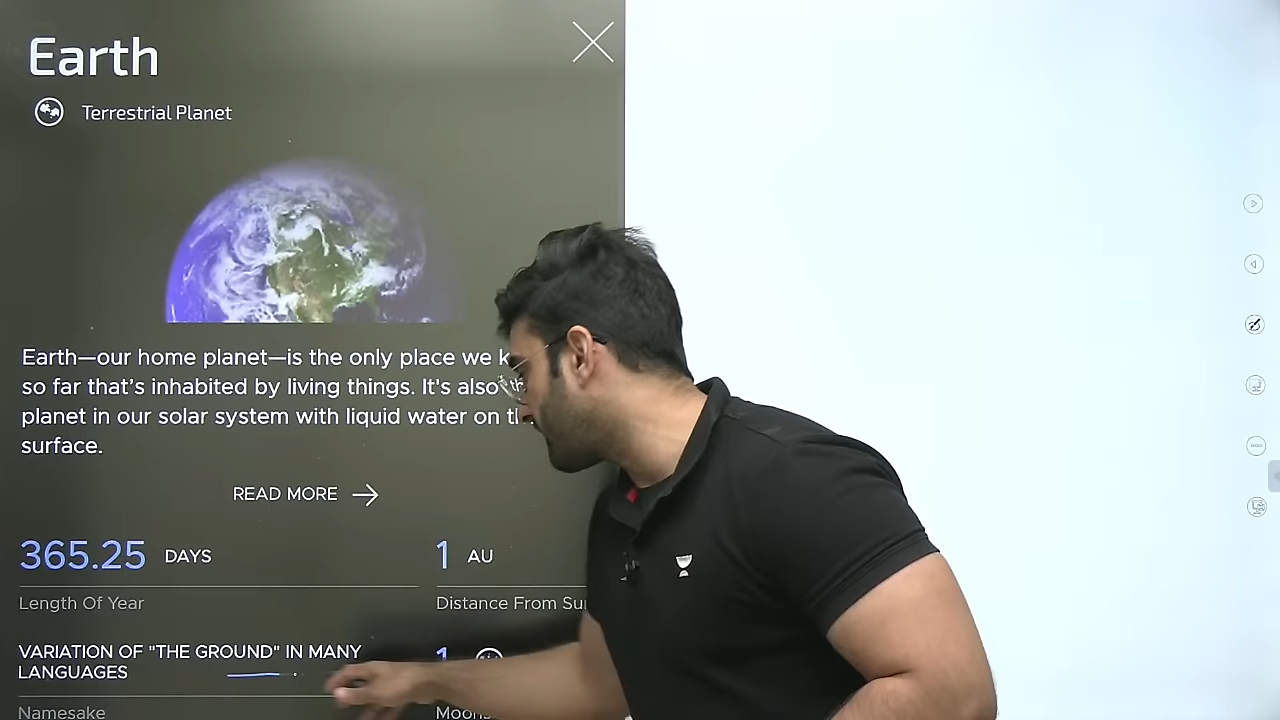 Earth
Terrestrial Planet
Earth—our home planet—is the only place we
so far that's inhabited by living things. It's also
planet in our solar system with liquid water on
surface.
READ MORE
365.25 DAYS
1 AU
Length Of Year
Distance From
VARIATION OF "THE GROUND" IN MANY
LANGUAGES
1
Namesake
Moons